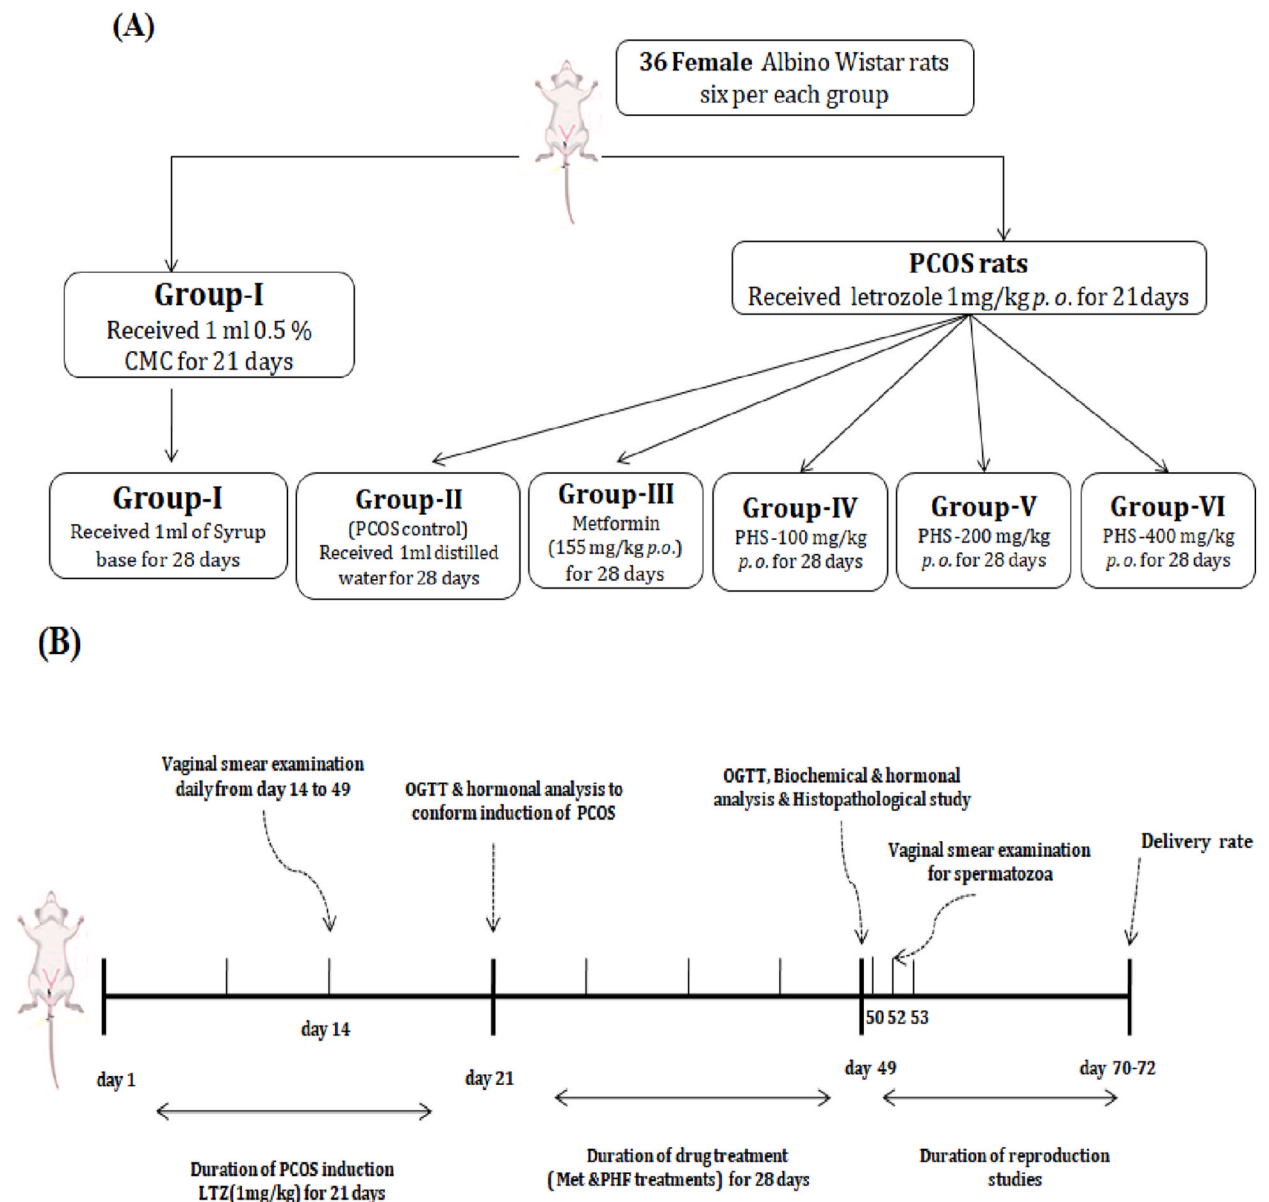 (A)
36 Female Albino Wistar rats
six per each group
Group-I
Received 1 ml 0.5 %
CMC for 21 days
PCOS rats
Received letrozole 1mg/kg p. o. for 21days
Group-I
Received 1ml of Syrup
base for 28 days
Group-II
(PCOS control)
Received 1ml distilled
water for 28 days
Group-III
Metformin
(155 mg/kg p.o.)
for 28 days
Group-IV
PHS-100 mg/kg
p. o. for 28 days
Group-V
PHS-200 mg/kg
p. o. for 28 days
Group-VI
PHS-400 mg/kg
p. o. for 28 days
(B)
Vaginal smear examination
daily from day 14 to 49
OGTT & hormonal analysis to
conform induction of PCOS
OGTT, Biochemical & hormonal
analysis & Histopathological study
Vaginal smear examination
for spermatozoa
Delivery rate
day 1
day 14
day 21
day 49
50 52 53
day 70-72
Duration of PCOS induction
LTZ(1mg/kg) for 21 days
Duration of drug treatment
(Met &PHF treatments) for 28 days
Duration of reproduction
studies